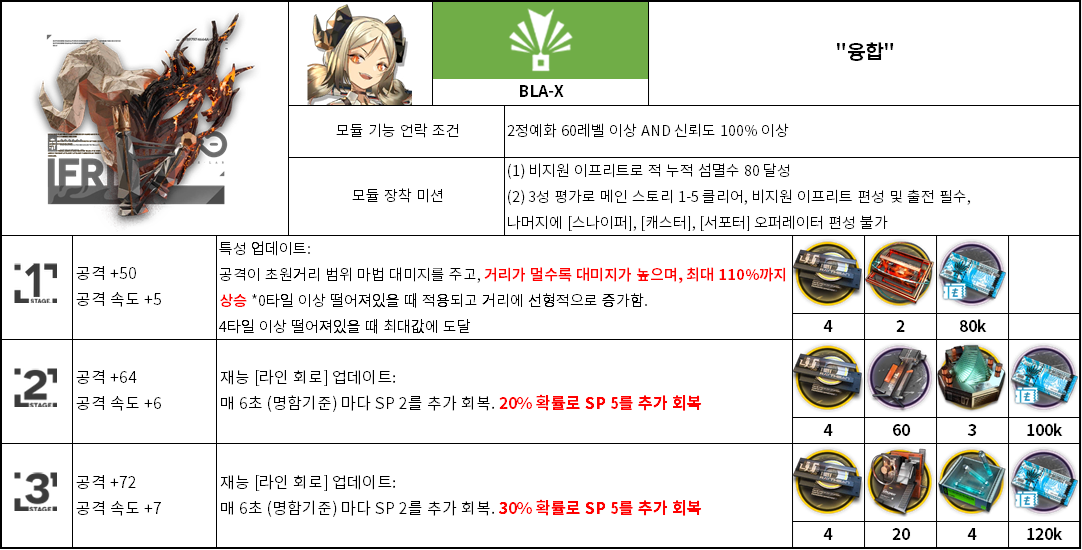 IFRIT
BLA-X
"융합"
모듈 기능 언락 조건
2정예화 60레벨 이상 AND 신뢰도 100% 이상
모듈 장착 미션
(1) 비지원 이프리트로 적 누적 섬멸수 80 달성
(2) 3성 평가로 메인 스토리 1-5 클리어, 비지원 이프리트 편성 및 출전 필수,
나머지에 [스나이퍼], [캐스터], [서포터] 오퍼레이터 편성 불가
1
STAGE.
공격 +50
공격 속도 +5
특성 업데이트:
공격이 초원거리 범위 마법 대미지를 주고, 거리가 멀수록 대미지가 높으며, 최대 110%까지
상승 *0타일 이상 떨어져있을 때 적용되고 거리에 선형적으로 증가함.
4타일 이상 떨어져있을 때 최대값에 도달
4
2
80k
2
STAGE.
공격 +64
공격 속도 +6
재능 [라인 회로] 업데이트:
매 6초 (명함기준) 마다 SP 2를 추가 회복. 20% 확률로 SP 5를 추가 회복
4
60
3
100k
3
STAGE.
공격 +72
공격 속도 +7
재능 [라인 회로] 업데이트:
매 6초 (명함기준) 마다 SP 2를 추가 회복. 30% 확률로 SP 5를 추가 회복
4
20
4
120k